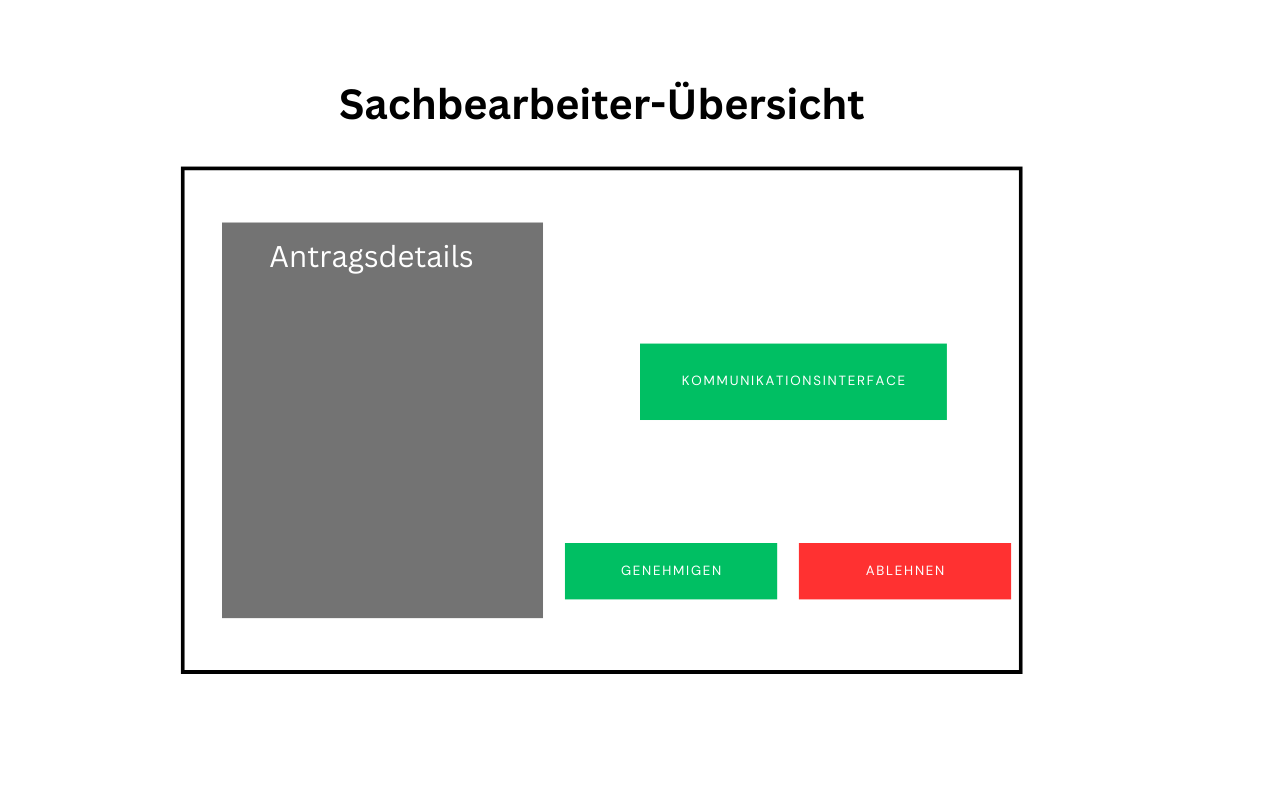 Sachbearbeiter-Übersicht
Antragsdetails
KOMMUNIKATIONSINTERFACE
GENEHMIGEN
ABLEHNEN